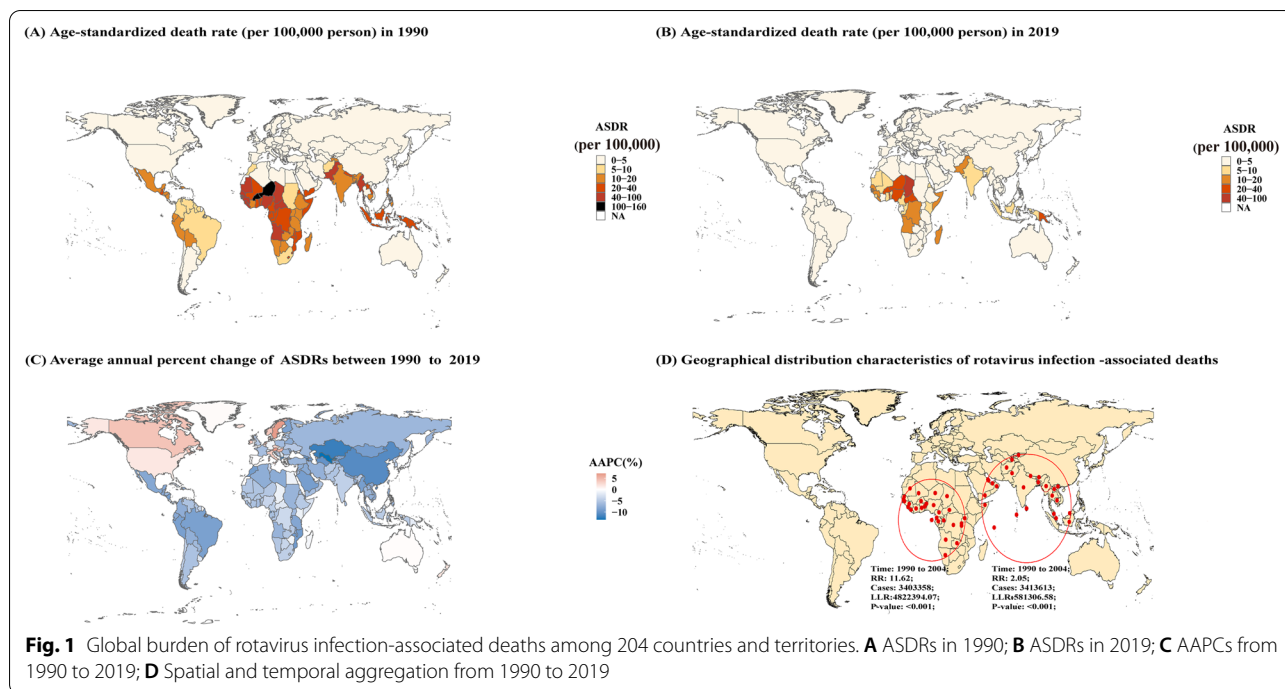 (A) Age-standardized death rate (per 100,000 person) in 1990
ASDR
(per 100,000)
0−5
5−10
10−20
20−40
40−100
100−160
NA
(B) Age-standardized death rate (per 100,000 person) in 2019
ASDR
(per 100,000)
0−5
5−10
10−20
20−40
40−100
NA
(C) Average annual percent change of ASDRs between 1990 to 2019
AAPC(%)
5
0
−5
−10
(D) Geographical distribution characteristics of rotavirus infection -associated deaths
Time: 1990 to 2004;
RR: 11.62;
Cases: 3403358;
LLR:4822394.07;
P-value: <0.001;
Time: 1990 to 2004;
RR: 2.05;
Cases: 3413613;
LLR:581306.58;
P-value: <0.001;
Fig. 1 Global burden of rotavirus infection-associated deaths among 204 countries and territories. A ASDRs in 1990; B ASDRs in 2019; C AAPCs from
1990 to 2019; D Spatial and temporal aggregation from 1990 to 2019